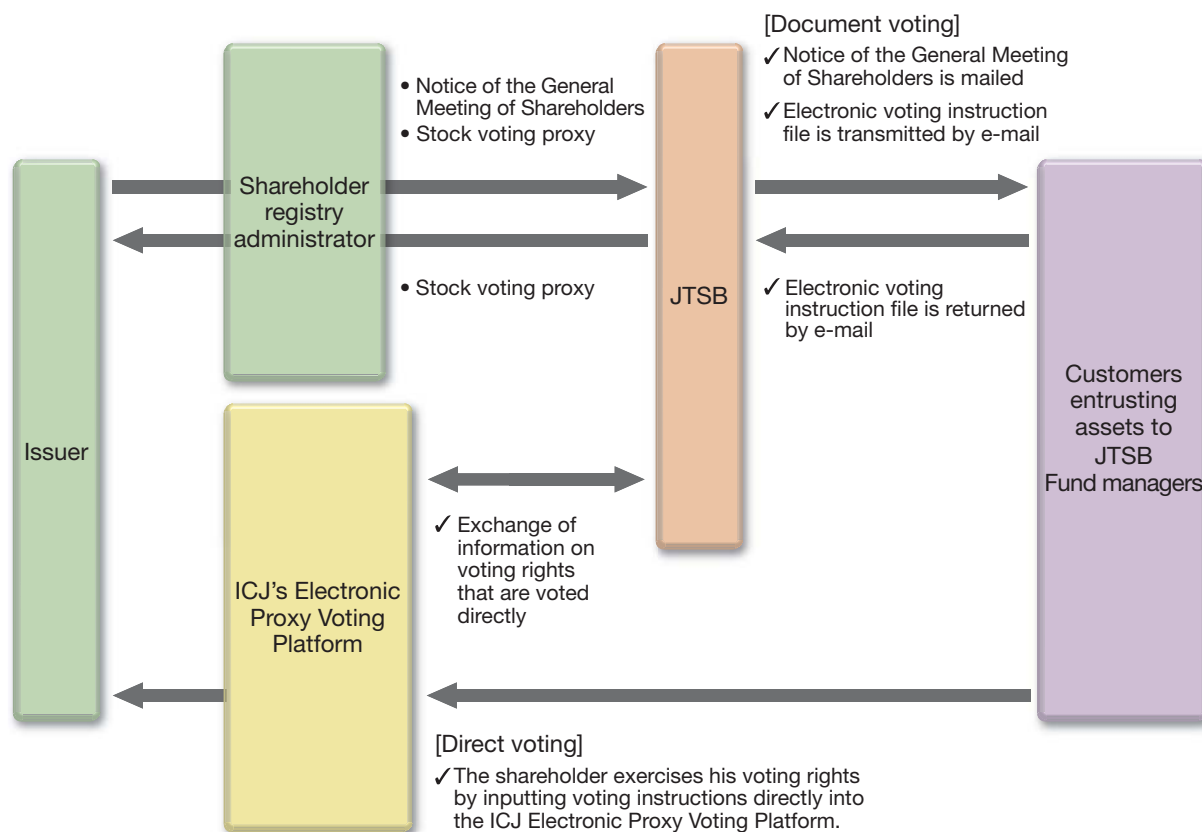 [Document voting]
✓ Notice of the General Meeting
of Shareholders is mailed
✓ Electronic voting instruction
file is transmitted by e-mail
• Notice of the General
Meeting of Shareholders
• Stock voting proxy
Shareholder
registry
administrator
• Stock voting proxy
JTSB
✓ Electronic voting
instruction file is returned
by e-mail
Customers
entrusting
assets to
JTSB
Fund managers
Issuer
ICJ's Electronic
Proxy Voting
Platform
✓ Exchange of
information on
voting rights
that are voted
directly
[Direct voting]
✓ The shareholder exercises his voting rights
by inputting voting instructions directly into
the ICJ Electronic Proxy Voting Platform.